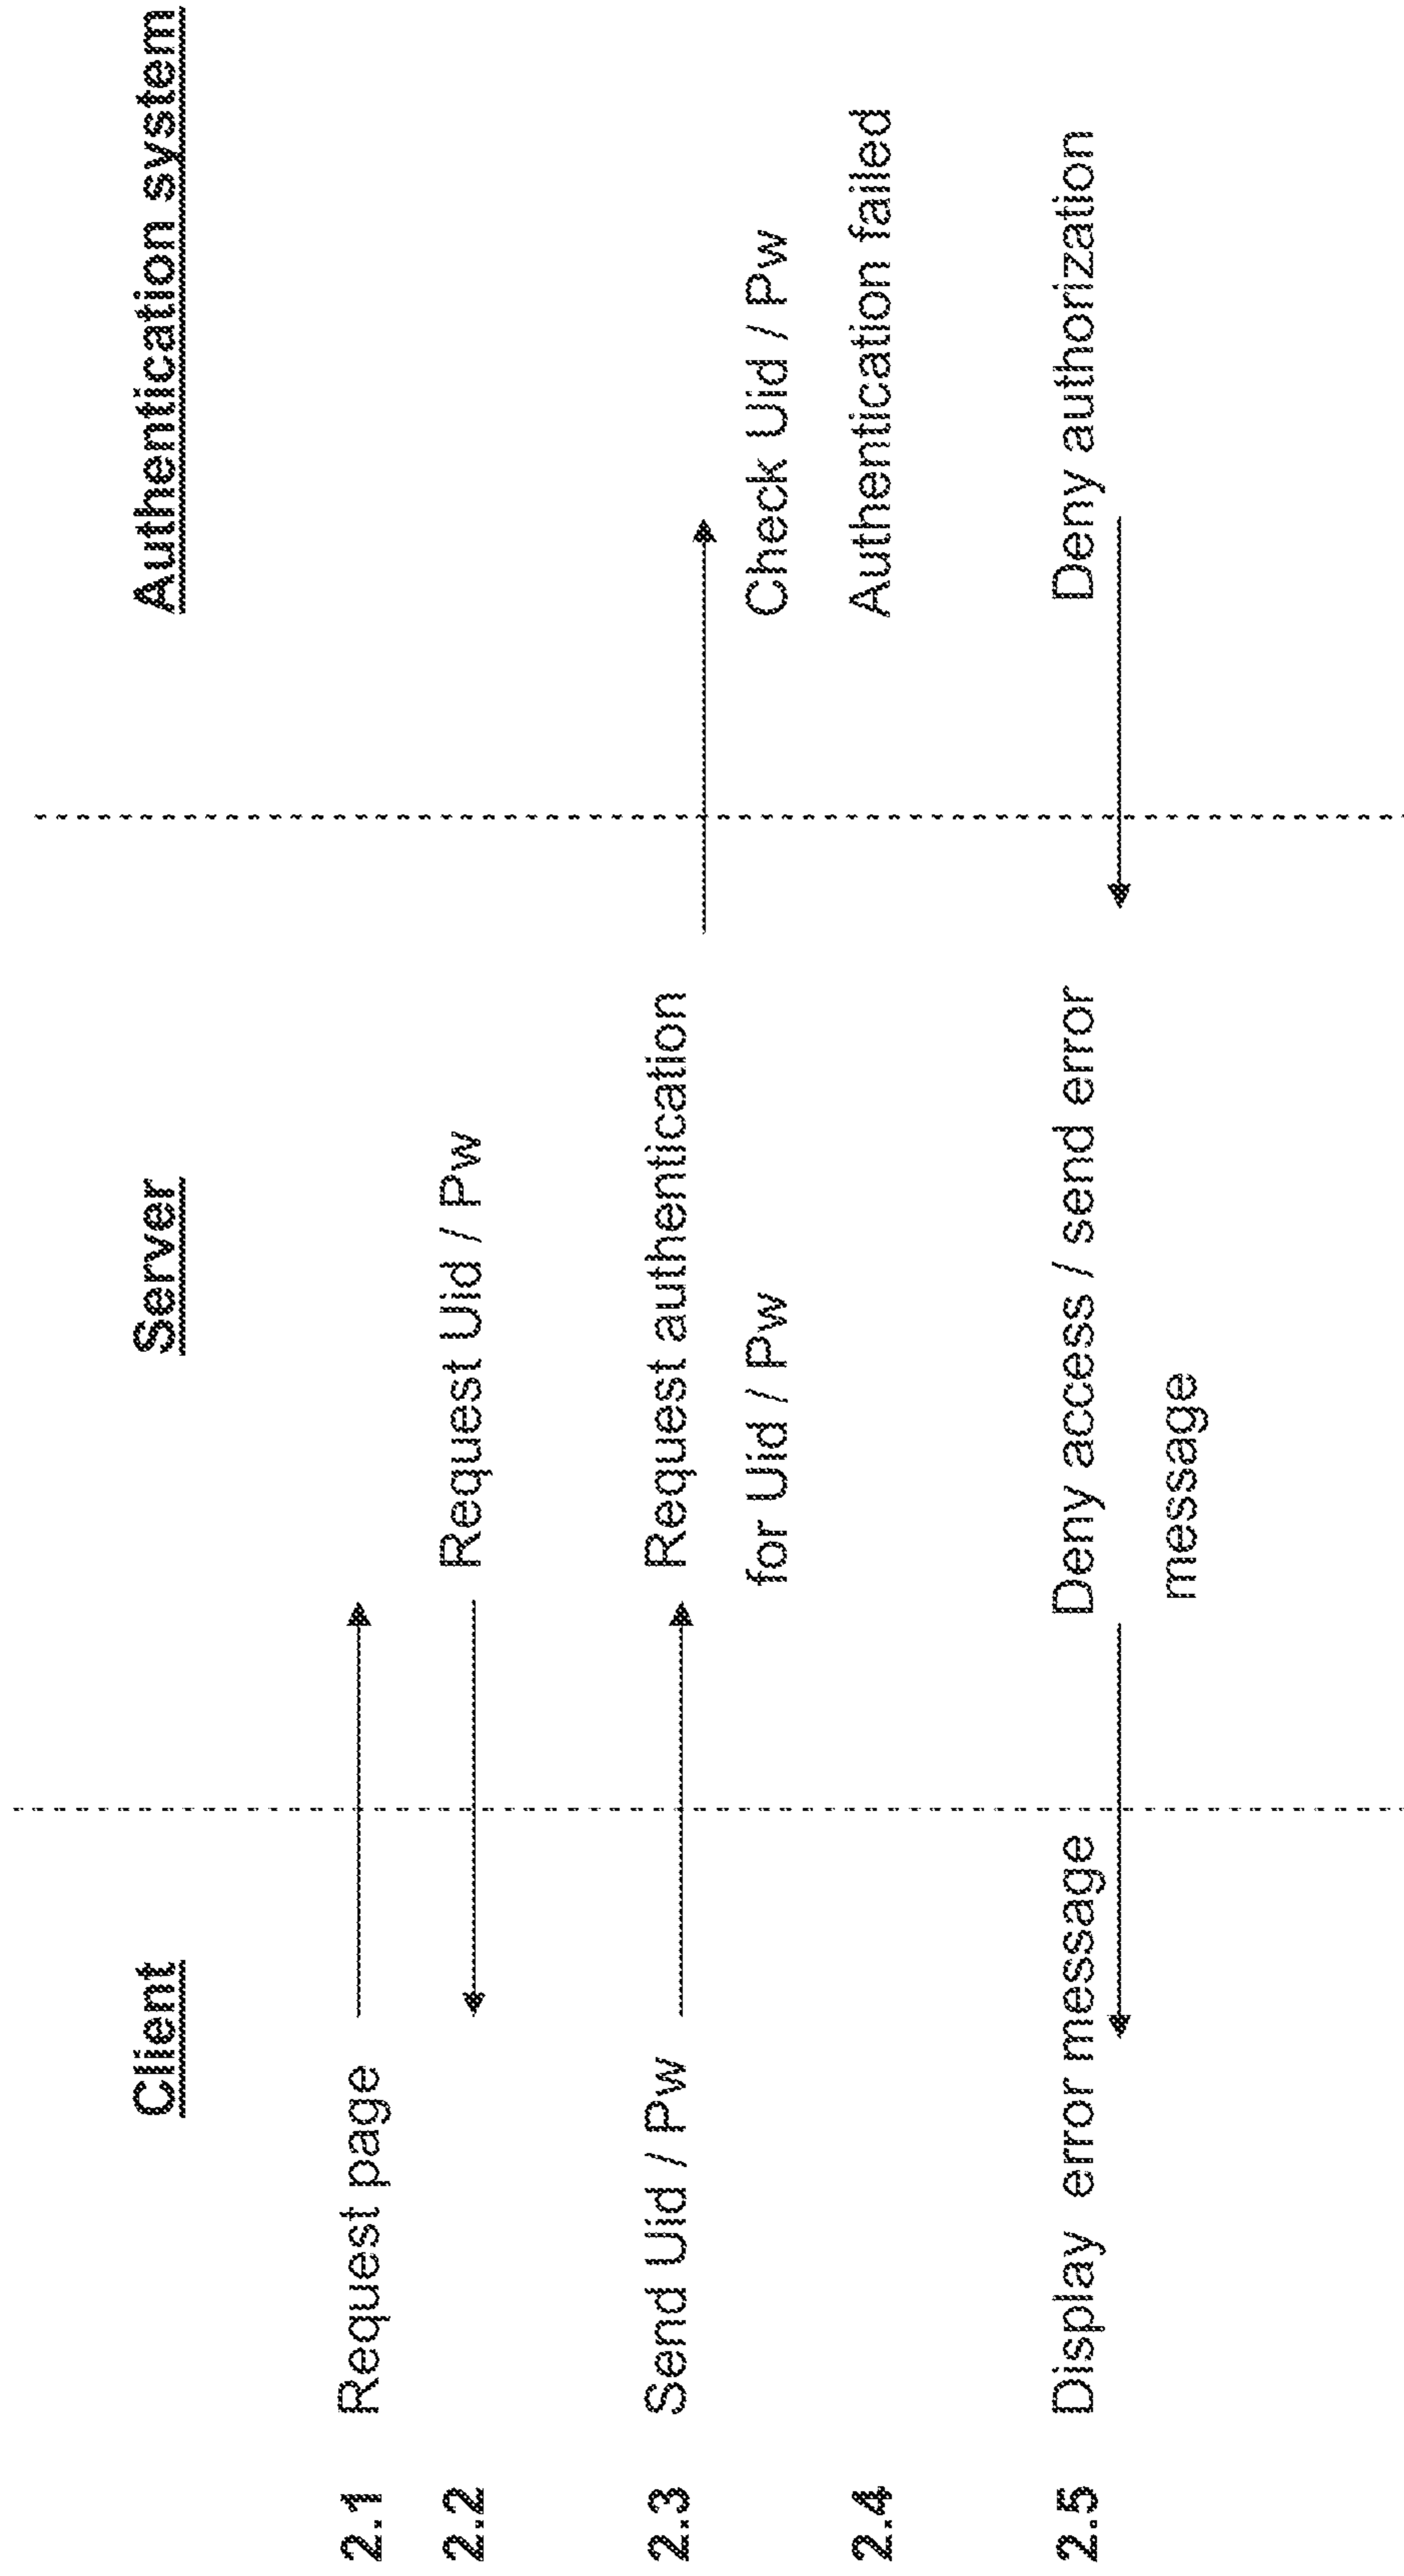 Client
Server
Authentication system
2.1
Request page
2.2
Request Uid / Pw
2.3
Send Uid / Pw
Request authentication
for Uid / Pw
Check Uid / Pw
2.4
Authentication failed
2.5
Display error message
Deny access / send error
message
Deny authorization